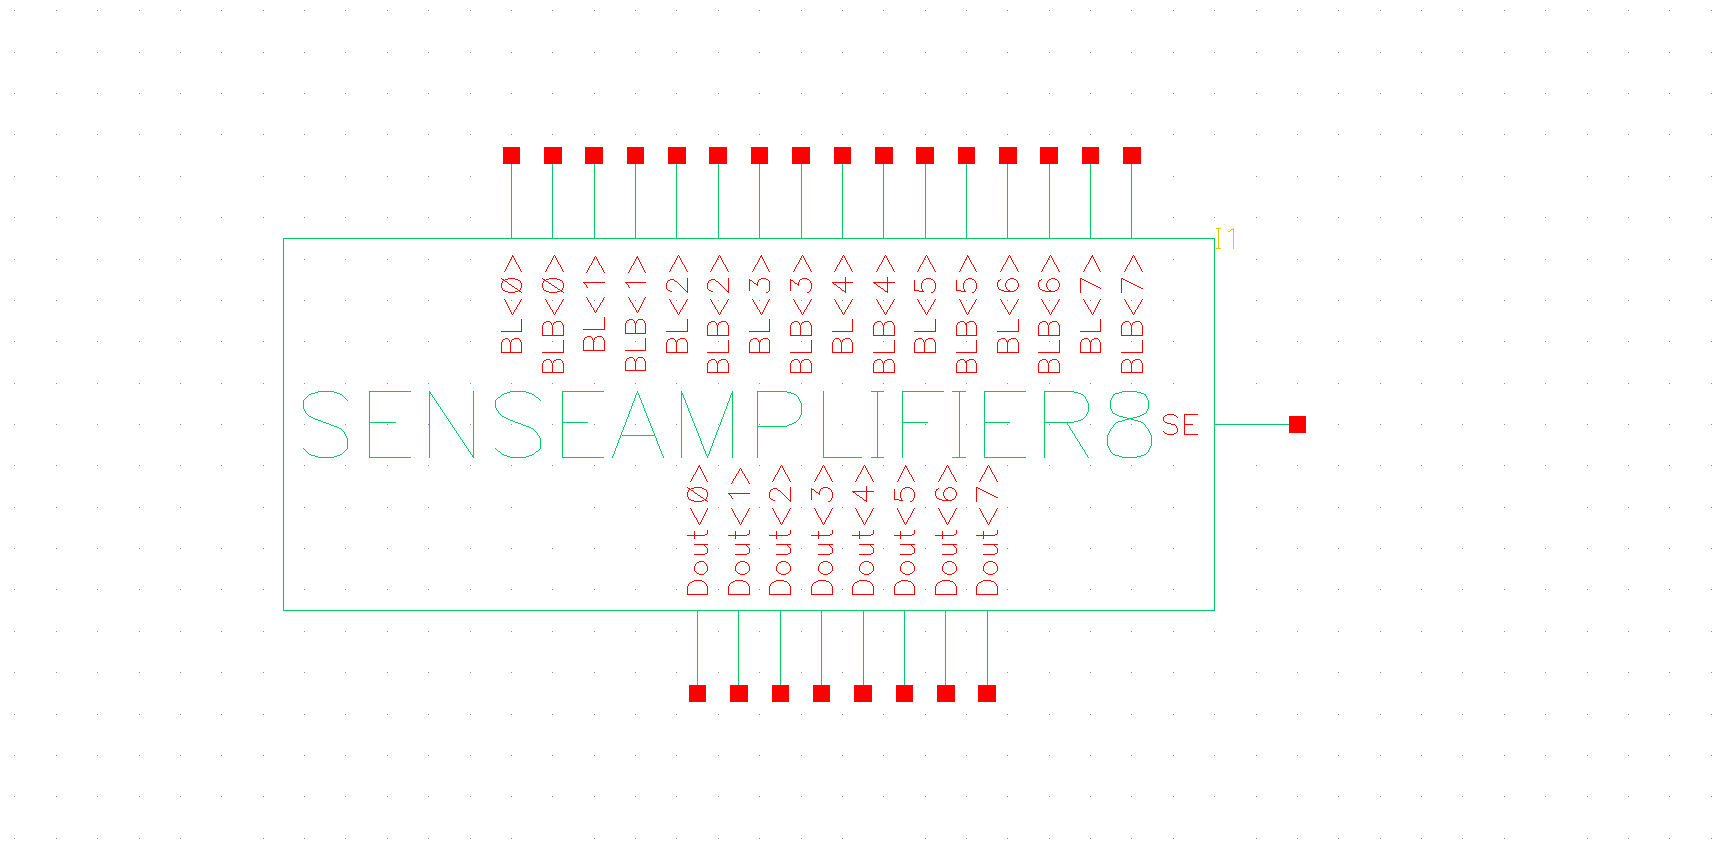 I1
BL<0>
BLB<0>
BL<1>
BLB<1>
BL<2>
BLB<2>
BL<3>
BLB<3>
BL<4>
BLB<4>
BL<5>
BLB<5>
BL<6>
BLB<6>
BL<7>
BLB<7>
SENSEAMPLIFIER8
SE
Dout<0>
Dout<1>
Dout<2>
Dout<3>
Dout<4>
Dout<5>
Dout<6>
Dout<7>